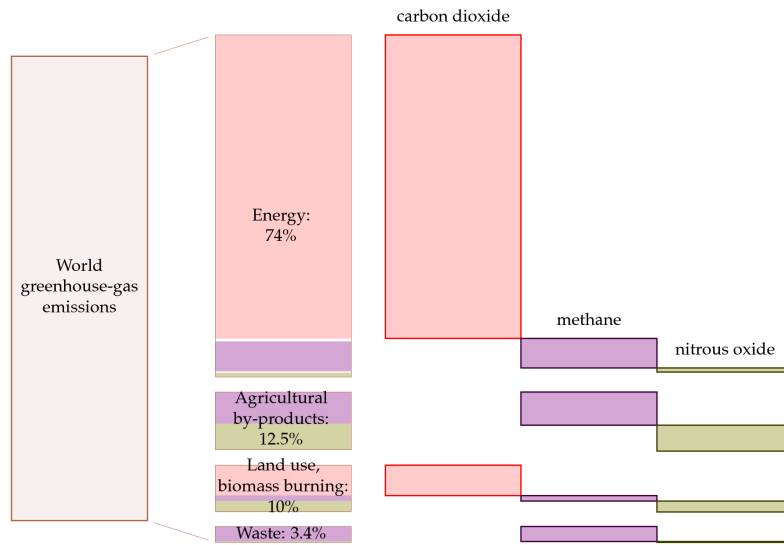 carbon dioxide
Energy:
74%
World
greenhouse-gas
emissions
methane
nitrous oxide
Agricultural
by-products:
12.5%
Land use,
biomass burning:
10%
Waste: 3.4%